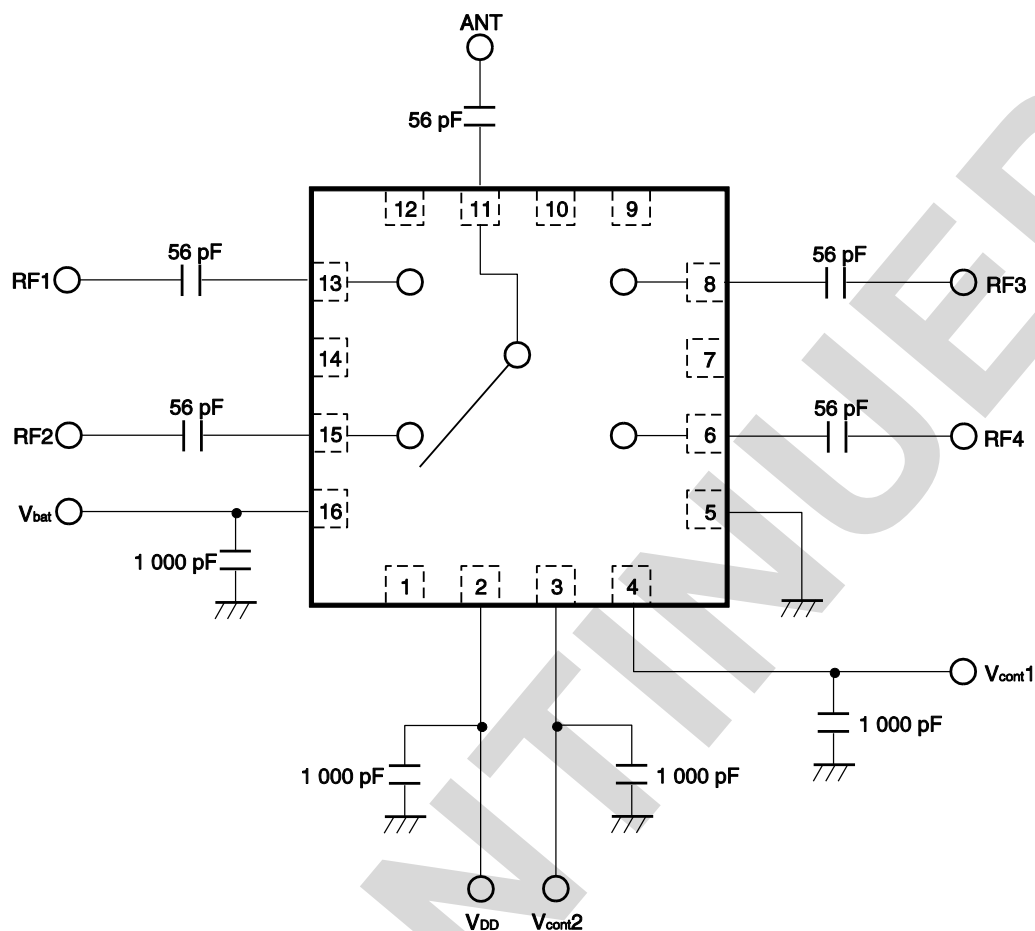 ANT
56 pF
12 11 10 9
56 pF
56 pF
RF1
13
8
RF3
14
7
56 pF
56 pF
RF2
15
6
RF4
Vbat
16
5
1 000 pF
1 2 3 4
Vcont1
1 000 pF
1 000 pF
1 000 pF
VDD
Vcont2
NTINUED